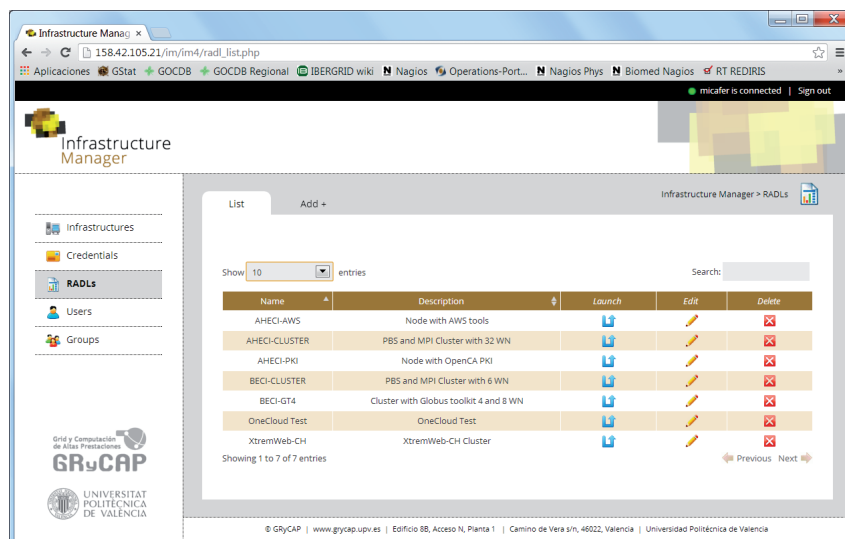 Infrastructure Manag ×
158.42.105.21/im/im4/radl_list.php
Aplicaciones GStat GOCDB GOCDB Regional IBERGRID wiki Nagios Operations-Port... Nagios Phys Biomed Nagios RT REDIRIS »
micafer is connected | Sign out
Infrastructure
Manager
List Add + Infrastructure Manager > RADLs
Infrastructures
Credentials
RADLs
Users
Groups
Show 10 entries Search:
Name Description Launch Edit Delete
AHECI-AWS Node with AWS tools
AHECI-CLUSTER PBS and MPI Cluster with 32 WN
AHECI-PKI Node with OpenCA PKI
BECI-CLUSTER PBS and MPI Cluster with 6 WN
BECI-GT4 Cluster with Globus toolkit 4 and 8 WN
OneCloud Test OneCloud Test
XtremWeb-CH XtremWeb-CH Cluster
Showing 1 to 7 of 7 entries Previous Next
Grid y Computación
de Altas Prestaciones
GRyCAP
UNIVERSITAT
POLITÈCNICA
DE VALÈNCIA
© GRyCAP | www.grycap.upv.es | Edificio 8B, Acceso N, Planta 1 | Camino de Vera s/n, 46022, Valencia | Universidad Politécnica de Valencia